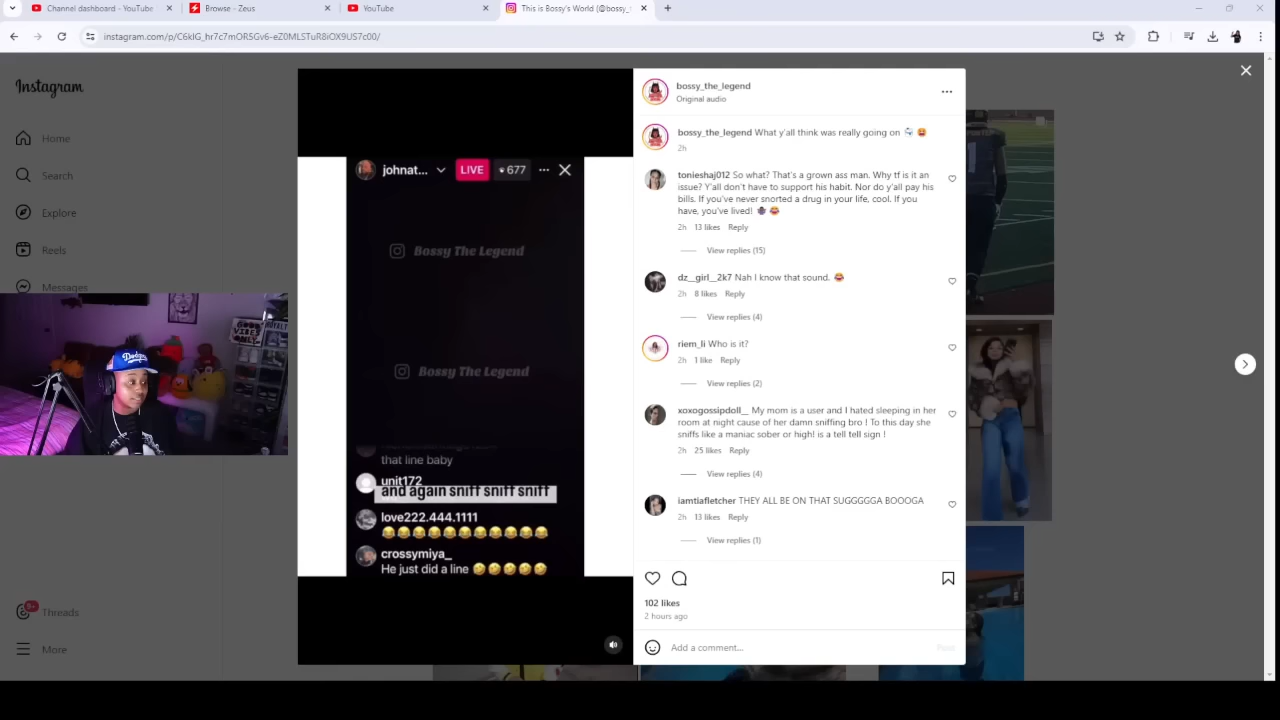 Channel dashboard - YouTube
Browse - Zeus
YouTube
This is Bossy's World (@bossy_
instagram.com/p/C6kIG_hr7c7mORSGv6-eZ0MLSTuR8iOX9US7c00/
Instagram
Home
Search
Explore
Reels
Messages
9+
Threads
More
GOOD
VIBES
ONLY
Dodgers
johnat...
LIVE
677
Bossy The Legend
Bossy The Legend
that line baby
unit172
and again sniff sniff sniff
love222.444.1111
😂😂😂😂😂😂😂😂😂😂
crossymiya_
He just did a line 🤣🤣🤣🤣🤣
bossy_the_legend
Original audio
bossy_the_legend What y'all think was really going on
2h
tonieshaj012 So what? That's a grown ass man. Why tf is it an
issue? Y'all don't have to support his habit. Nor do y'all pay his
bills. If you've never snorted a drug in your life, cool. If you
have, you've lived!
2h 13 likes Reply
View replies (15)
dz__girl__2k7 Nah I know that sound. 😂
2h 8 likes Reply
View replies (4)
riem_li Who is it?
2h 1 like Reply
View replies (2)
xoxogossipdoll__ My mom is a user and I hated sleeping in her
room at night cause of her damn sniffing bro ! To this day she
sniffs like a maniac sober or high! is a tell tell sign !
2h 25 likes Reply
View replies (4)
iamtiafletcher THEY ALL BE ON THAT SUGGGGGA BOOOGA
2h 13 likes Reply
View replies (1)
102 likes
2 hours ago
Add a comment...
Post